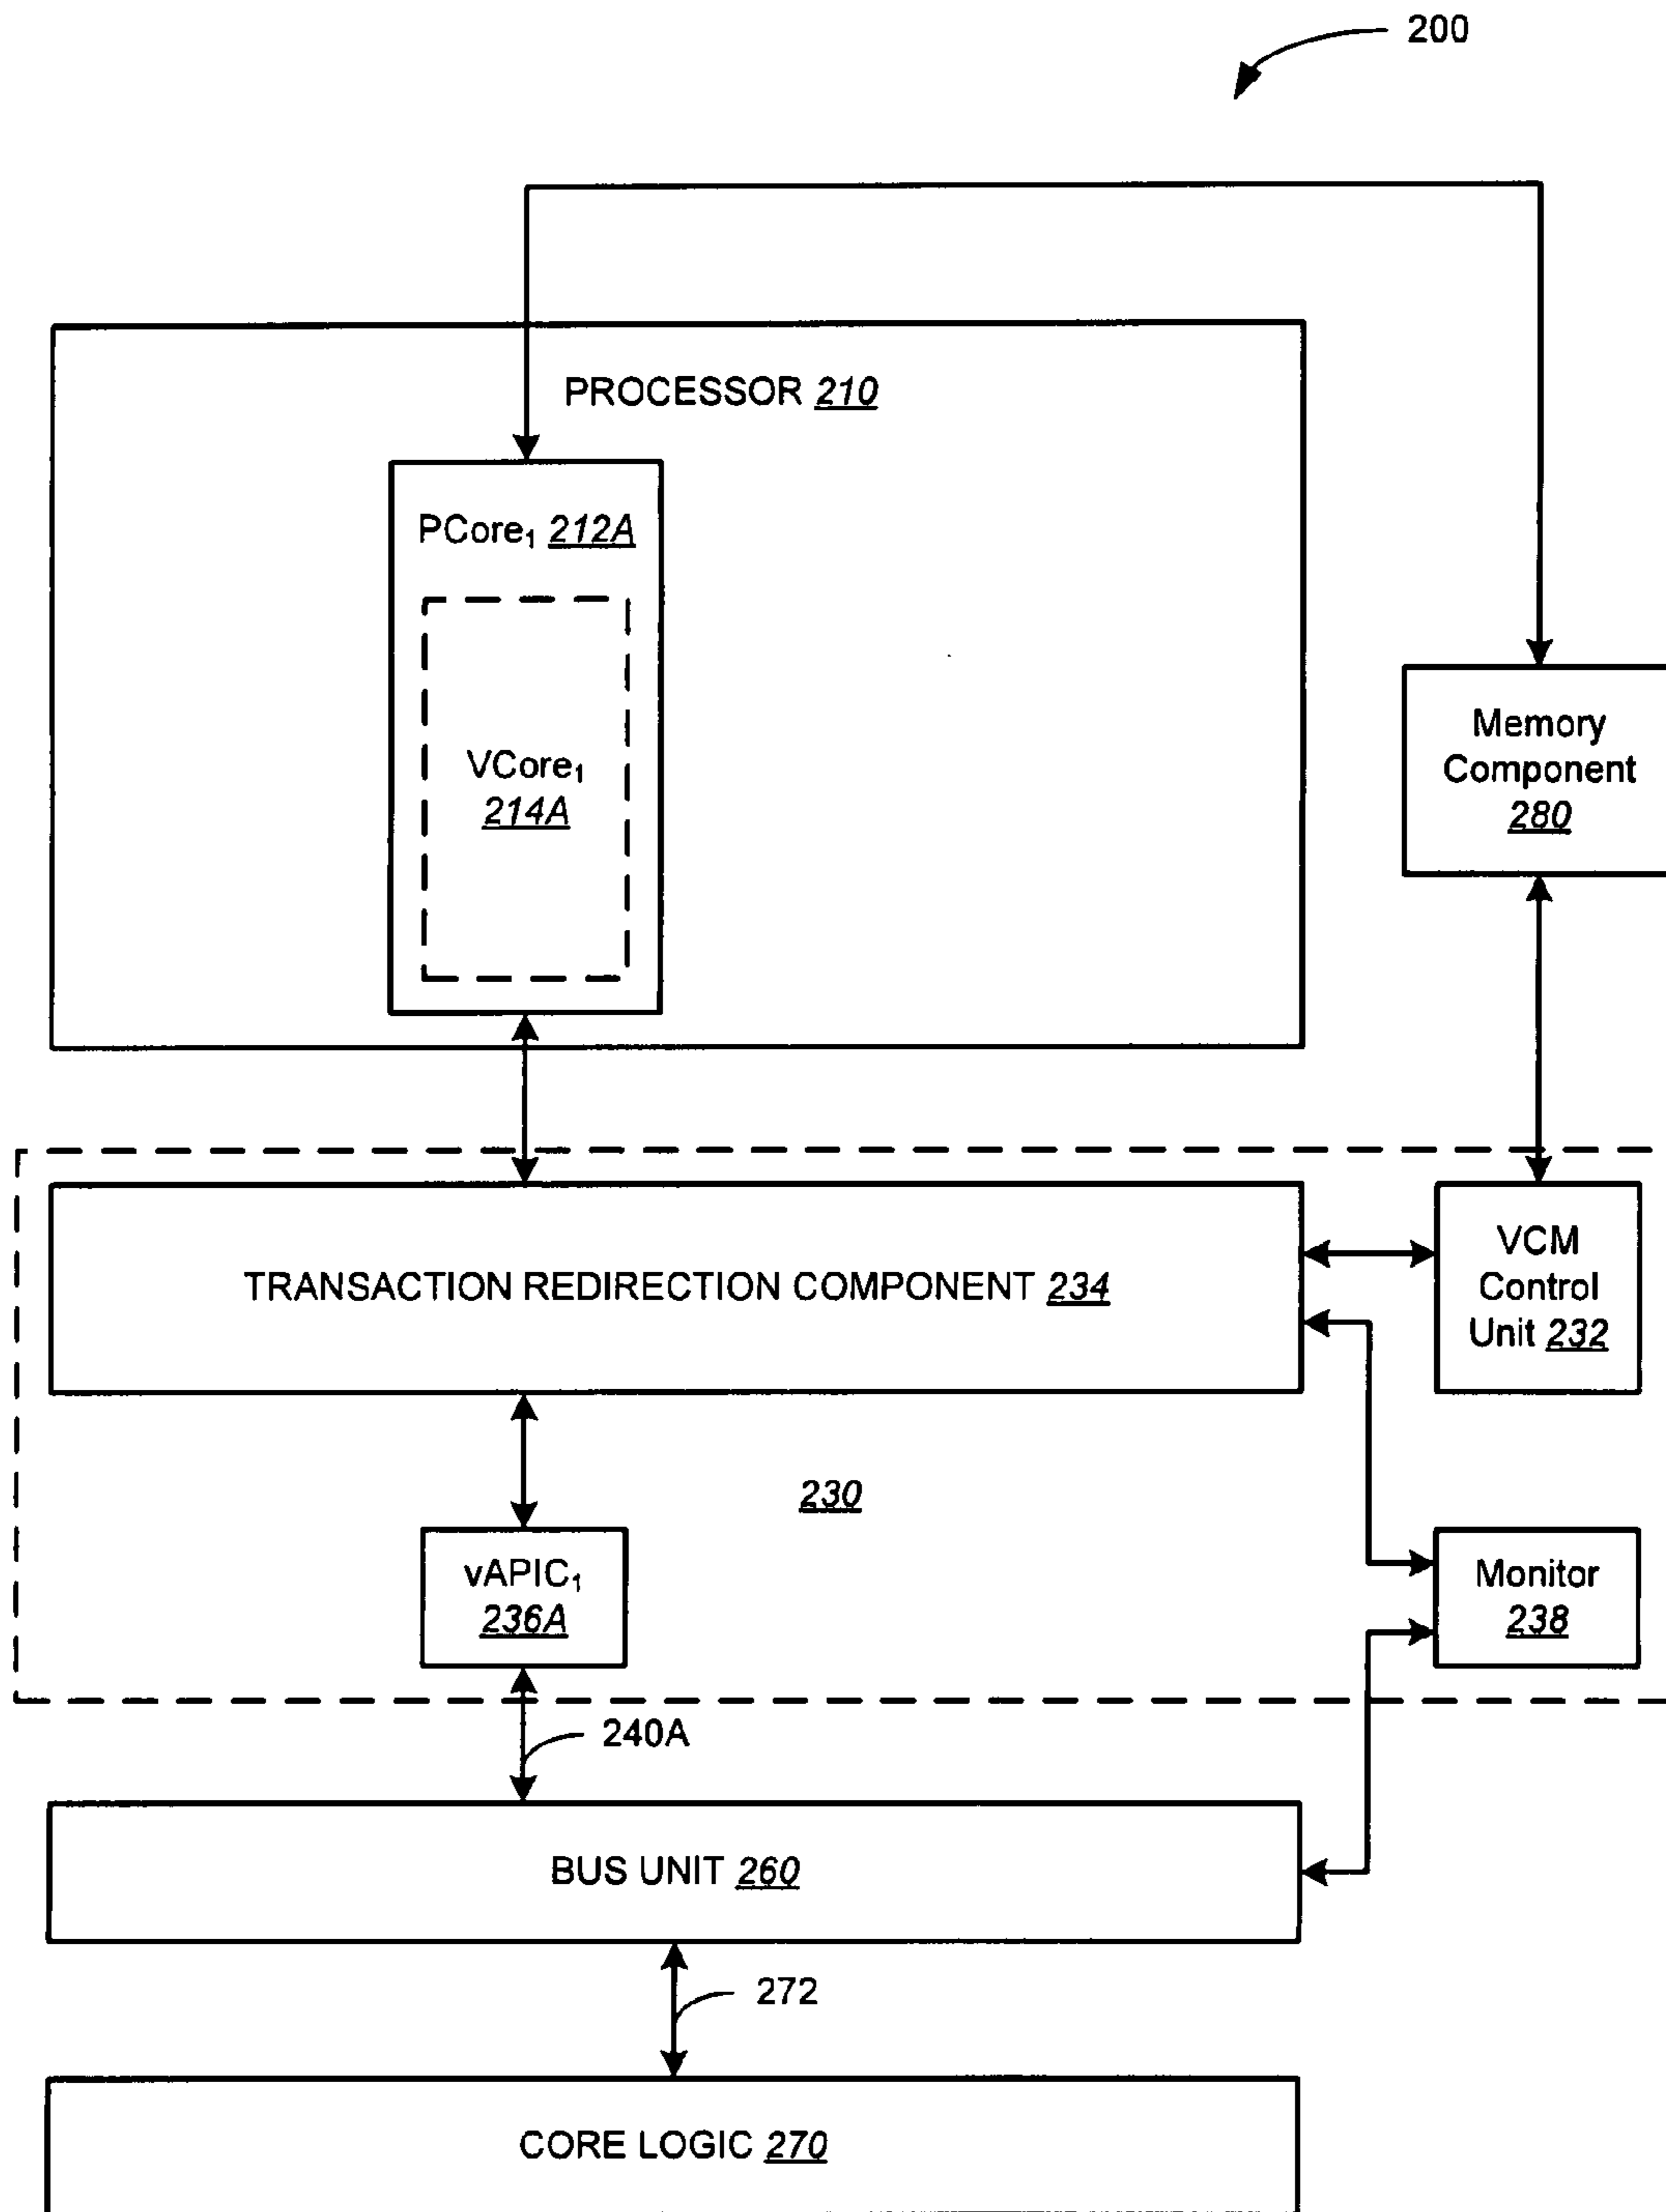 200
PROCESSOR 210
PCore₁ 212A
VCore₁
214A
Memory
Component
280
TRANSACTION REDIRECTION COMPONENT 234
VCM
Control
Unit 232
230
vAPIC₁
236A
Monitor
238
240A
BUS UNIT 260
272
CORE LOGIC 270